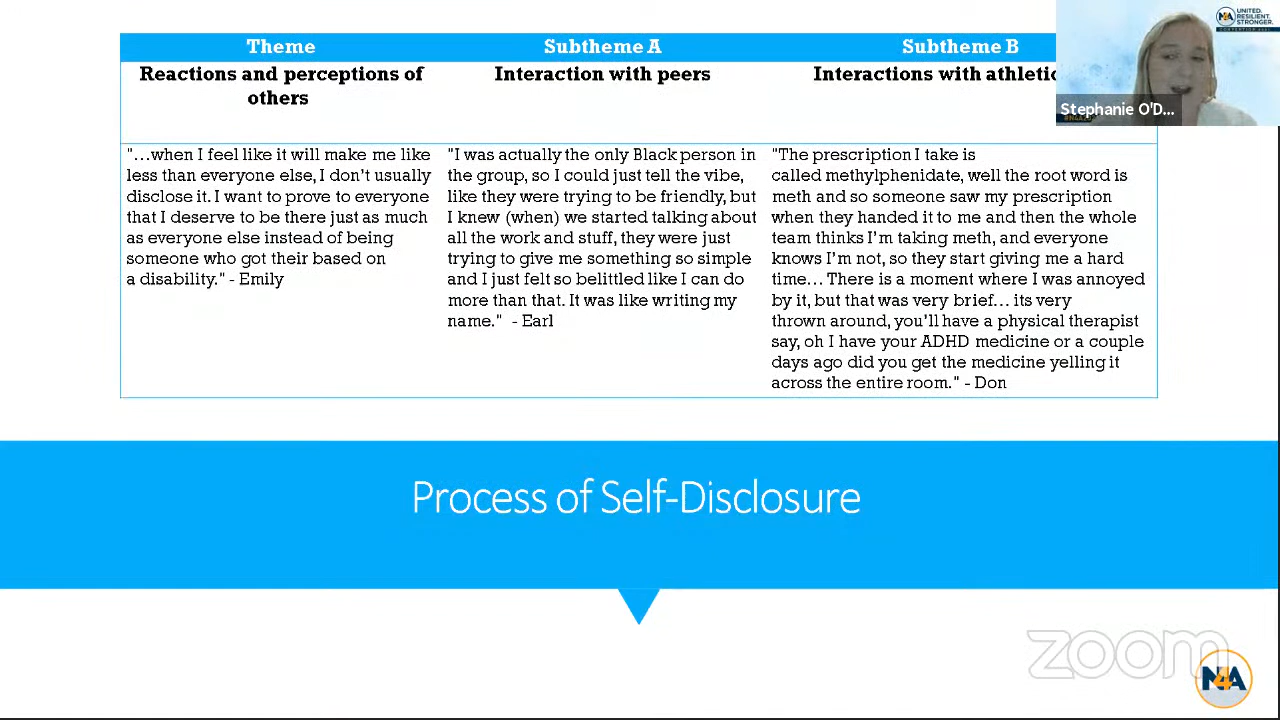 Theme
Subtheme A
Subtheme B
Reactions and perceptions of
others
Interaction with peers
Interactions with
"…when I feel like it will make me like
less than everyone else, I don't usually
disclose it. I want to prove to everyone
that I deserve to be there just as much
as everyone else instead of being
someone who got their based on
a disability." - Emily
"I was actually the only Black person in
the group, so I could just tell the vibe,
like they were trying to be friendly, but
I knew (when) we started talking about
all the work and stuff, they were just
trying to give me something so simple
and I just felt so belittled like I can do
more than that. It was like writing my
name." - Earl
"The prescription I take is
called methylphenidate, well the root word is
meth and so someone saw my prescription
when they handed it to me and then the whole
team thinks I'm taking meth, and everyone
knows I'm not, so they start giving me a hard
time… There is a moment where I was annoyed
by it, but that was very brief… its very
thrown around, you'll have a physical therapist
say, oh I have your ADHD medicine or a couple
days ago did you get the medicine yelling it
across the entire room." - Don
N4A
UNITED.
RESILIENT.
STRONGER.
Stephanie O'D...
Process of Self-Disclosure
zoom
N4A